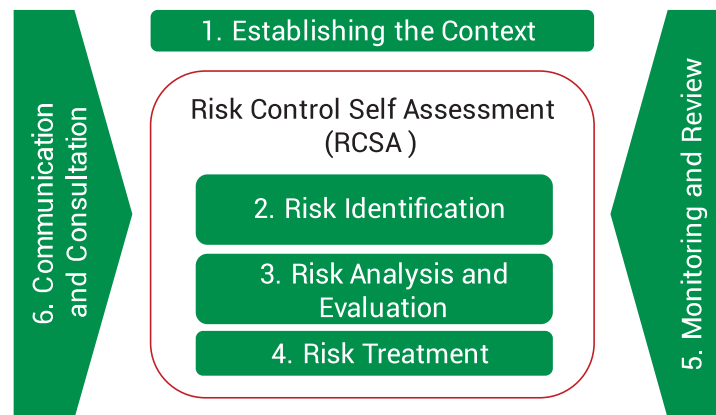 1. Establishing the Context
Risk Control Self Assessment
(RCSA )
2. Risk Identification
3. Risk Analysis and
Evaluation
4. Risk Treatment
5. Monitoring and Review
6. Communication
and Consultation